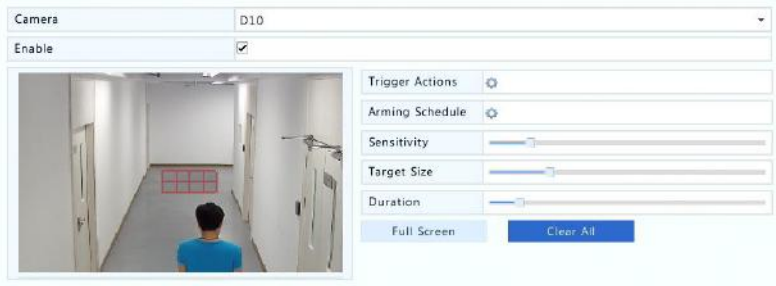 Camera D10
Enable
Trigger Actions
Arming Schedule
Sensitivity
Target Size
Duration
Full Screen Clear All